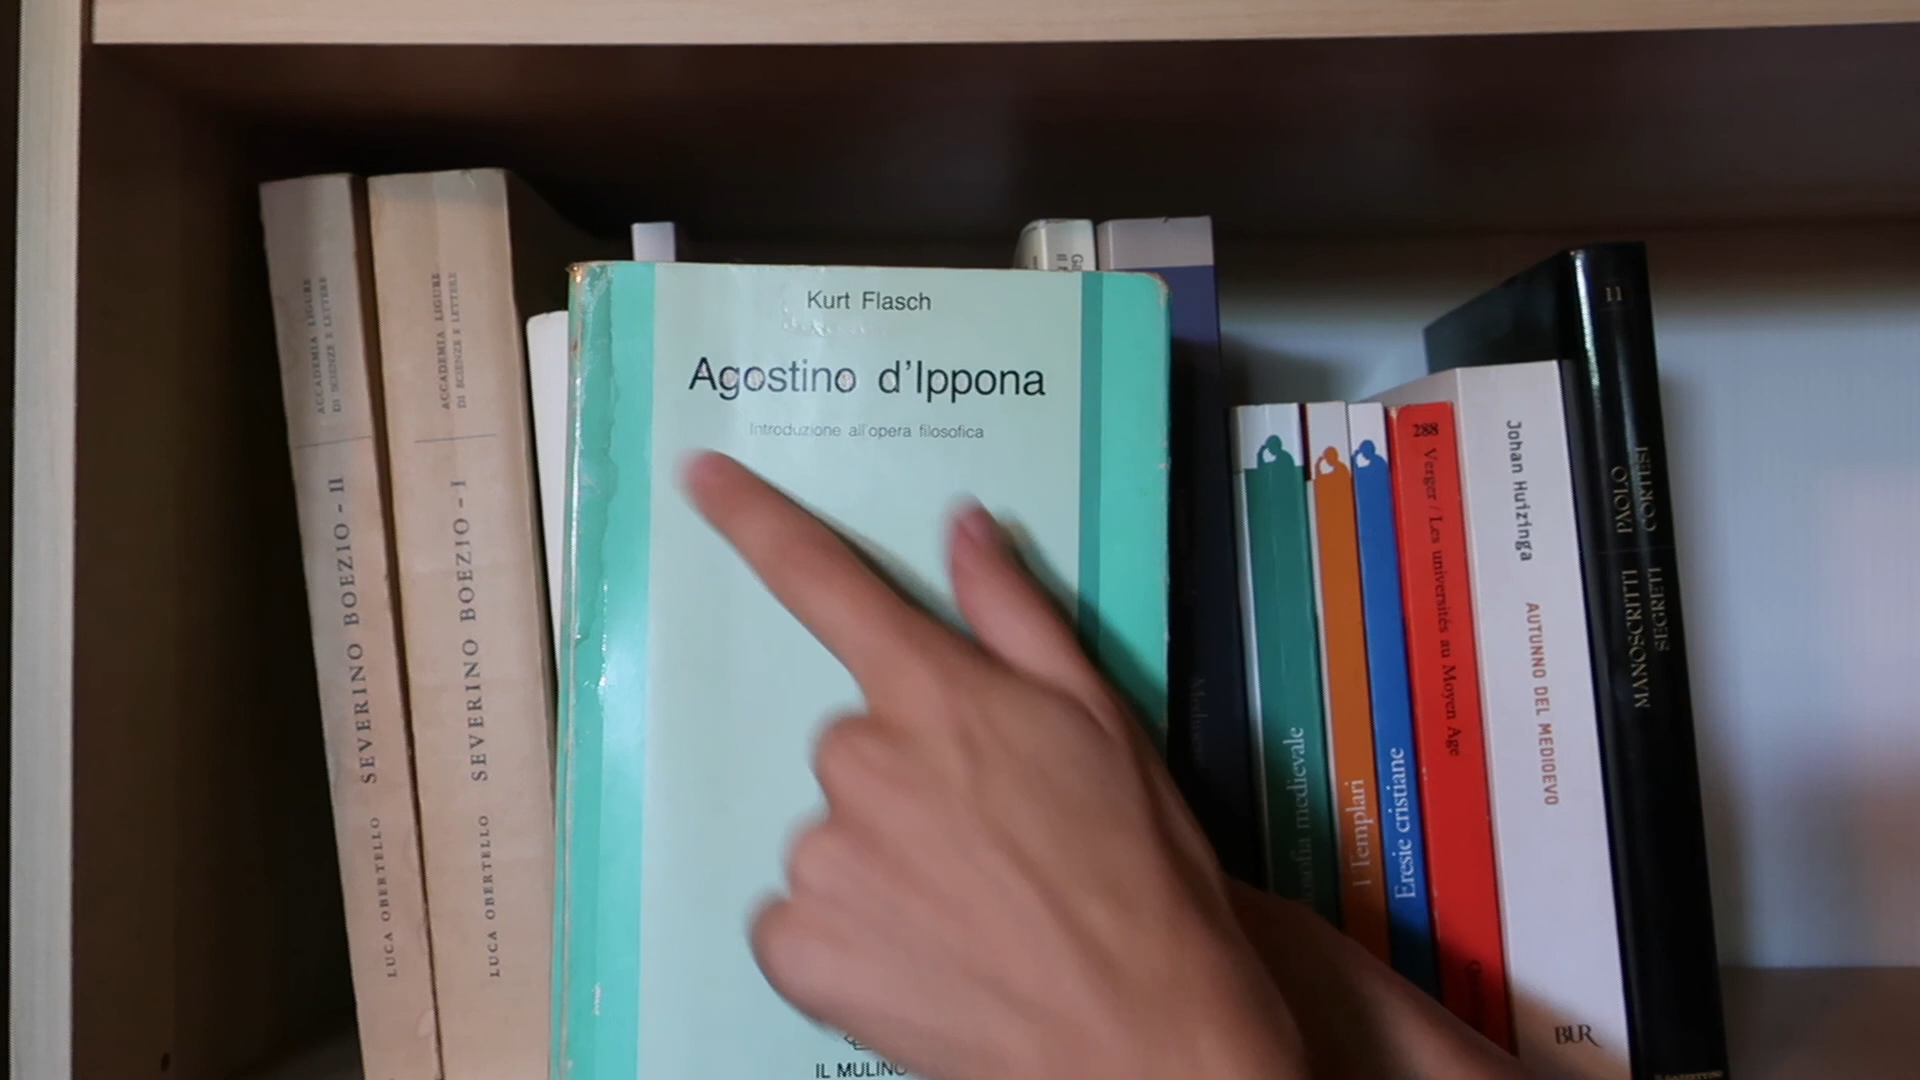 ACCADEMIA LIGURE
DI SCIENZE E LETTERE
SEVERINO BOEZIO - II
LUCA OBERTELLO
ACCADEMIA LIGURE
DI SCIENZE E LETTERE
SEVERINO BOEZIO - I
LUCA OBERTELLO
Kurt Flasch
Agostino d'Ippona
Introduzione all'opera filosofica
IL MULINO
medievale
I Templari
Eresie cristiane
288
Verger / Les universités au Moyen Age
Johan Huizinga
AUTUNNO DEL MEDIOEVO
BUR
II
PAOLO
CORTESI
MANOSCRITTI
SEGRETI